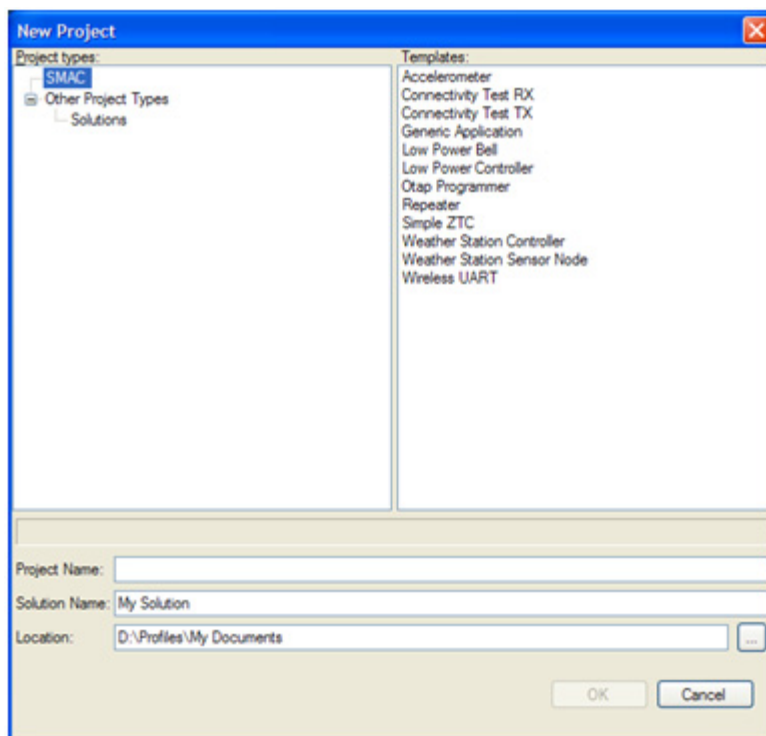 New Project
Project types:
Templates:
SMAC
Other Project Types
Solutions
Accelerometer
Connectivity Test RX
Connectivity Test TX
Generic Application
Low Power Bell
Low Power Controller
Otap Programmer
Repeater
Simple ZTC
Weather Station Controller
Weather Station Sensor Node
Wireless UART
Project Name:
Solution Name: My Solution
Location: D:\Profiles\My Documents
...
OK Cancel